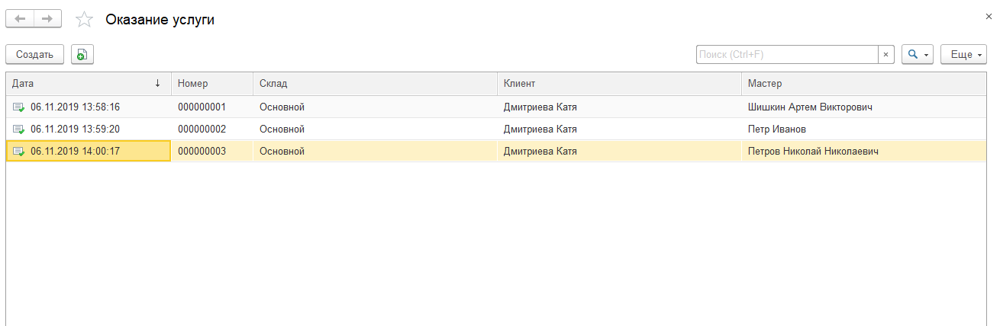 Оказание услуги
Создать Поиск (Ctrl+F) × Еще
Дата ↓ Номер Склад Клиент Мастер
06.11.2019 13:58:16 000000001 Основной Дмитриева Катя Шишкин Артем Викторович
06.11.2019 13:59:20 000000002 Основной Дмитриева Катя Петр Иванов
06.11.2019 14:00:17 000000003 Основной Дмитриева Катя Петров Николай Николаевич